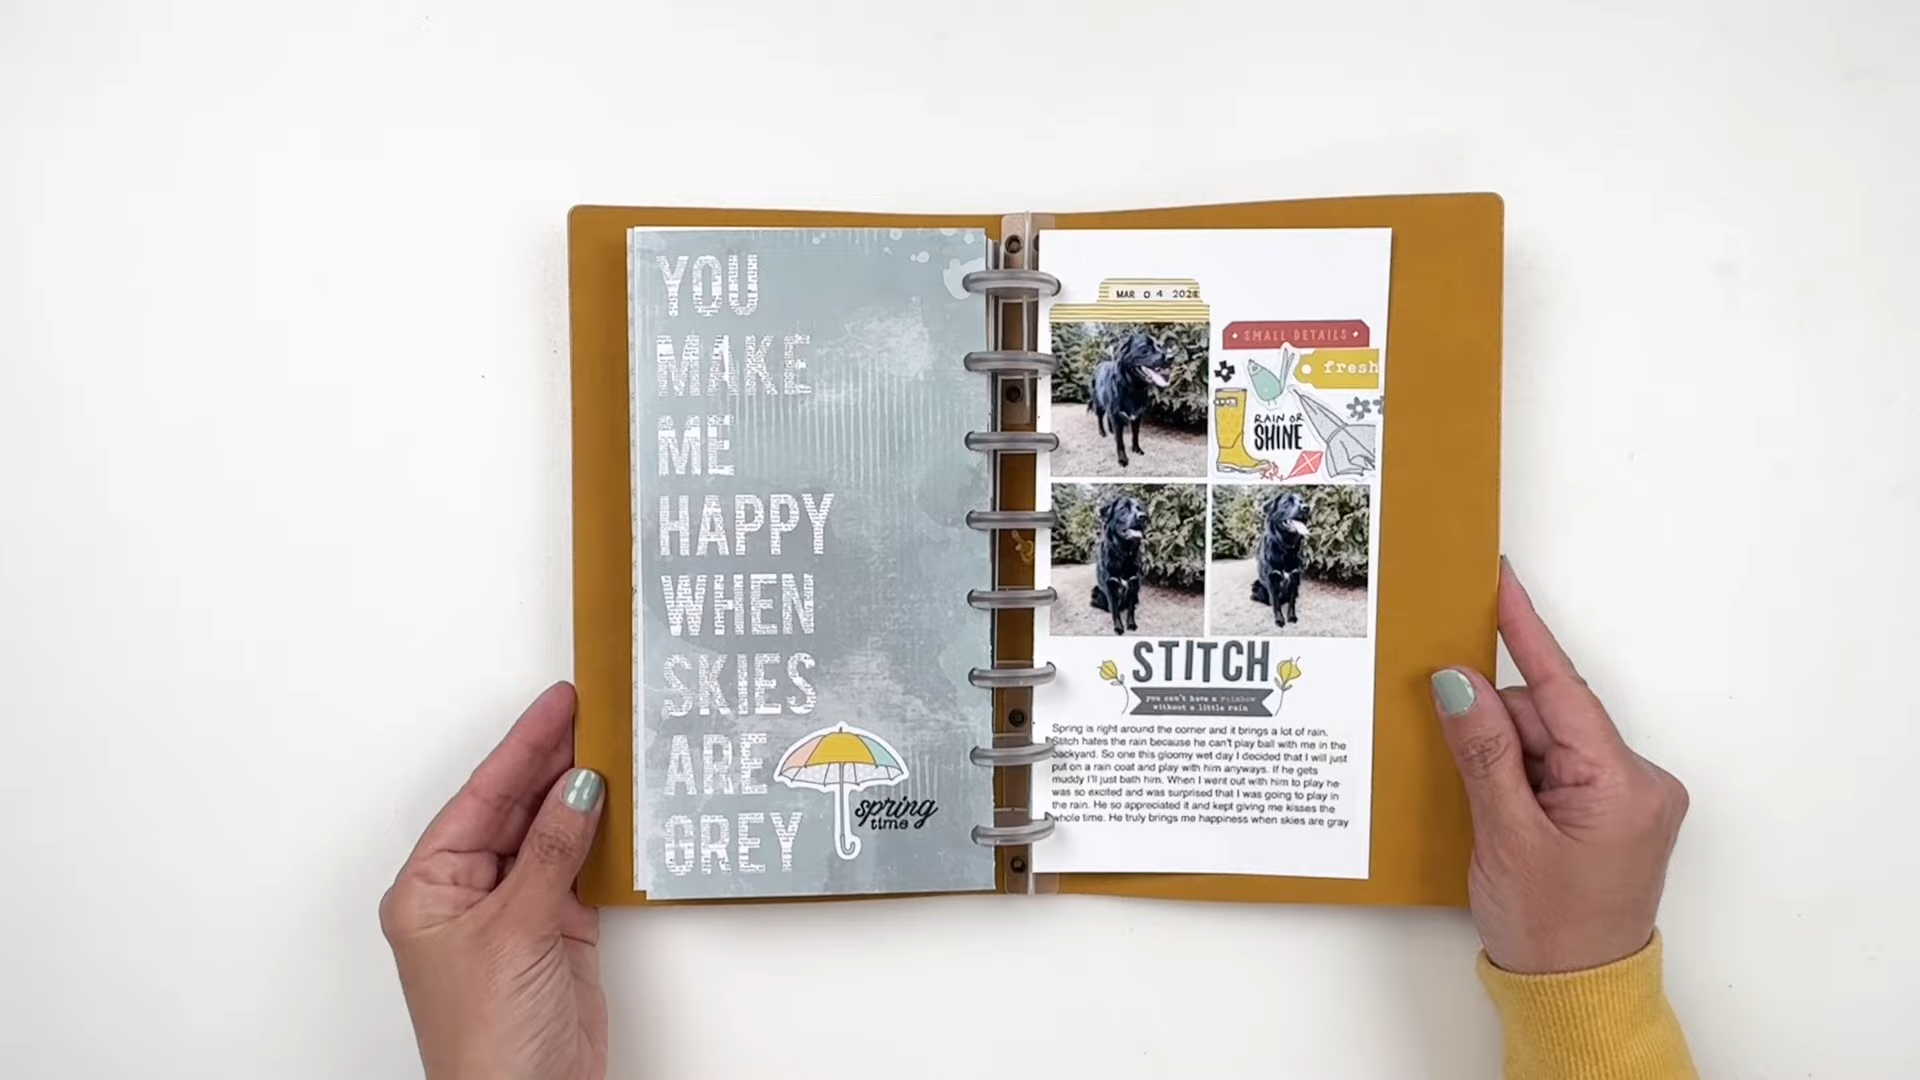 YOU
MAKE
ME
HAPPY
WHEN
SKIES
ARE
GREY
spring
time
MAR 04 2024
SMALL DETAILS
fresh
RAIN OR
SHINE
STITCH
you can't have a rainbow
without a little rain
Spring is right around the corner and it brings a lot of rain.
Stitch hates the rain because he can't play ball with me in the
backyard. So one this gloomy wet day I decided that I will just
put on a rain coat and play with him anyways. If he gets
muddy I'll just bath him. When I went out with him to play he
was so excited and was surprised that I was going to play in
the rain. He so appreciated it and kept giving me kisses the
whole time. He truly brings me happiness when skies are gray